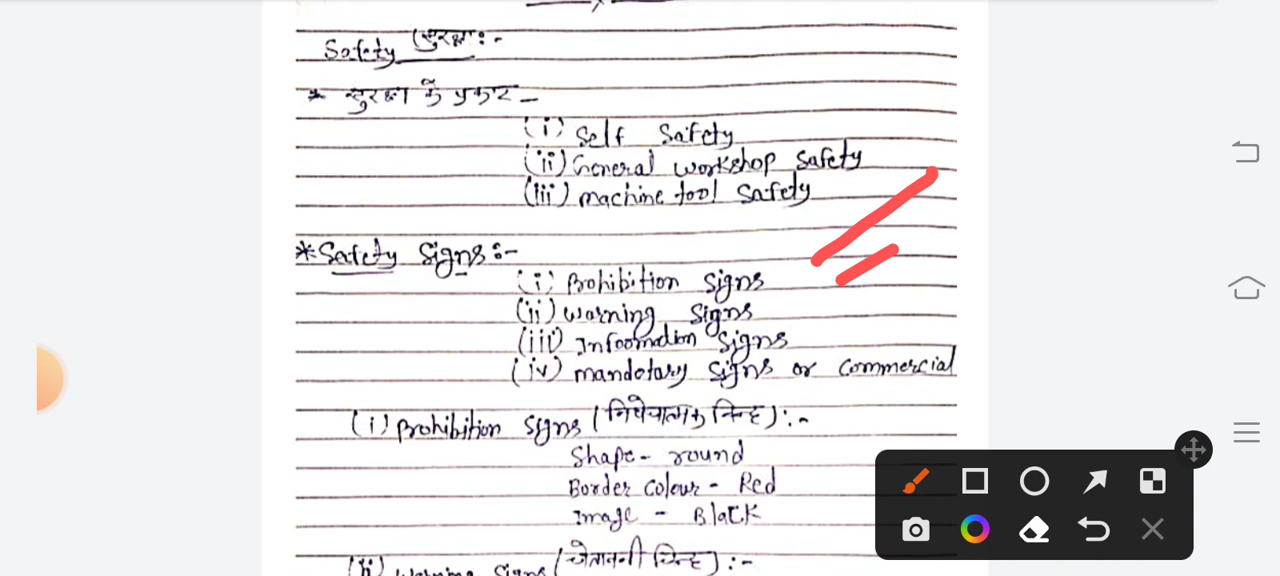 Safety (सुरक्षा:-
* सुरक्षा के प्रकार -
(i) Self Safety
(ii) General workshop Safety
(iii) machine tool Safety
*Safety Signs:-
(i) Prohibition Signs
(ii) warning Signs
(iii) Information Signs
(iv) mandotary Signs or Commercial
(i) Prohibition Signs (निषेधात्मक चिन्ह):-
Shape - round
Border Colour - Red
Image - Black
(ii) Warning Signs (चेतावनी चिन्ह):-